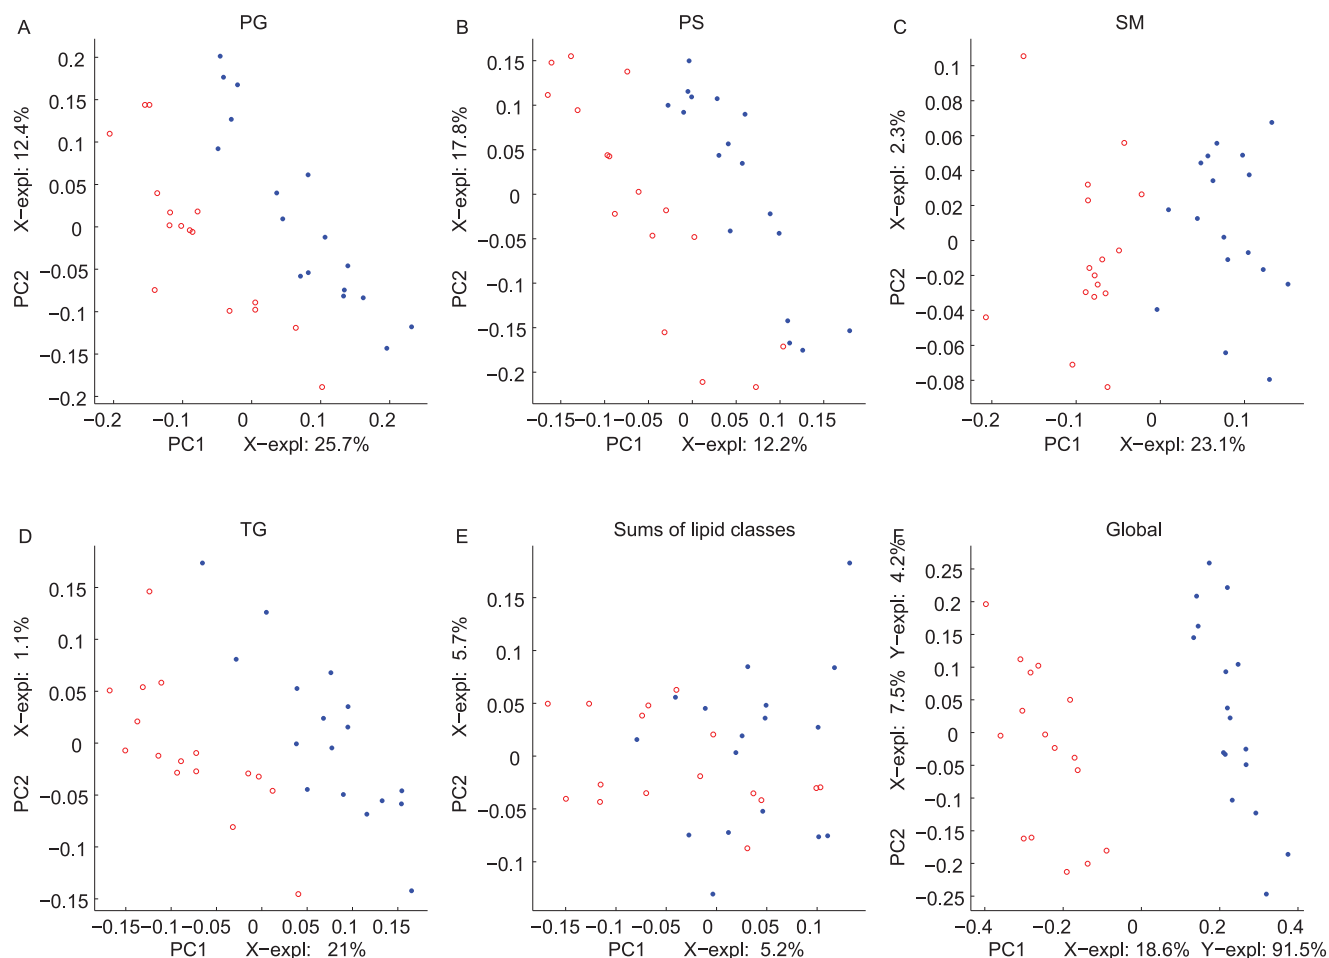 A
PG
X−expl: 12.4%
PC2
0.2
0.15
0.1
0.05
0
−0.05
−0.1
−0.15
−0.2
−0.2 −0.1 0 0.1 0.2
PC1 X−expl: 25.7%
B
PS
X−expl: 17.8%
PC2
0.15
0.1
0.05
0
−0.05
−0.1
−0.15
−0.2
−0.15−0.1−0.05 0 0.05 0.1 0.15
PC1 X−expl: 12.2%
C
SM
X−expl: 2.3%
PC2
0.1
0.08
0.06
0.04
0.02
0
−0.02
−0.04
−0.06
−0.08
−0.2 −0.1 0 0.1
PC1 X−expl: 23.1%
D
TG
X−expl: 1.1%
PC2
0.15
0.1
0.05
0
−0.05
−0.1
−0.15
−0.15−0.1−0.05 0 0.05 0.1 0.15
PC1 X−expl: 21%
E
Sums of lipid classes
X−expl: 5.7%
PC2
0.15
0.1
0.05
0
−0.05
−0.1
−0.15 −0.1 −0.05 0 0.05 0.1
PC1 X−expl: 5.2%
Global
PC2 X−expl: 7.5% Y−expl: 4.2%
0.25
0.2
0.15
0.1
0.05
0
−0.05
−0.1
−0.15
−0.2
−0.25
−0.4 −0.2 0 0.2 0.4
PC1 X−expl: 18.6% Y−expl: 91.5%